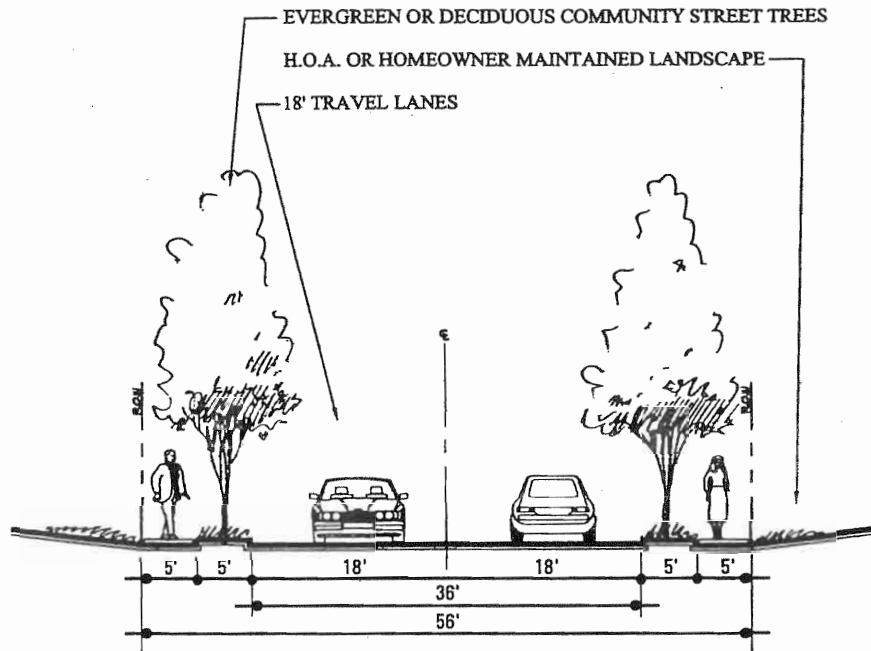 EVERGREEN OR DECIDUOUS COMMUNITY STREET TREES
H.O.A. OR HOMEOWNER MAINTAINED LANDSCAPE
18' TRAVEL LANES
℄
R.O.W.
R.O.W.
5' 5' 18' 18' 5' 5'
36'
56'